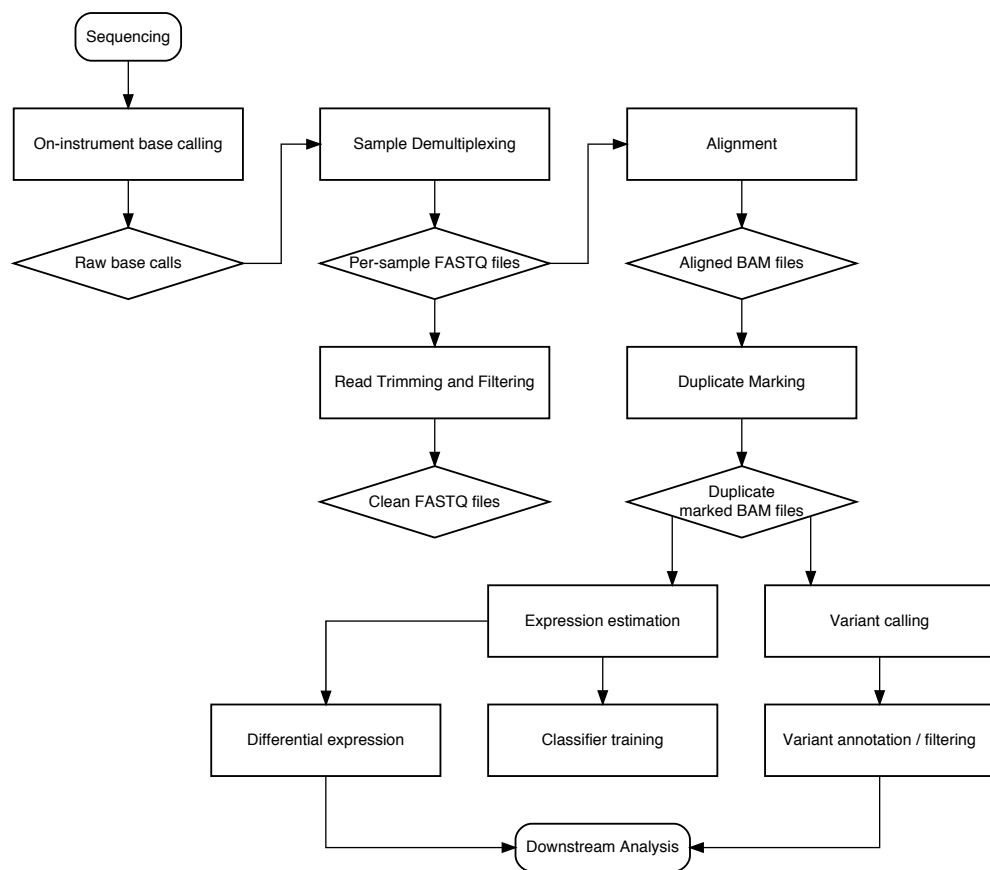 Sequencing
On-instrument base calling
Sample Demultiplexing
Alignment
Raw base calls
Per-sample FASTQ files
Aligned BAM files
Read Trimming and Filtering
Duplicate Marking
Clean FASTQ files
Duplicate
marked BAM files
Expression estimation
Variant calling
Differential expression
Classifier training
Variant annotation / filtering
Downstream Analysis